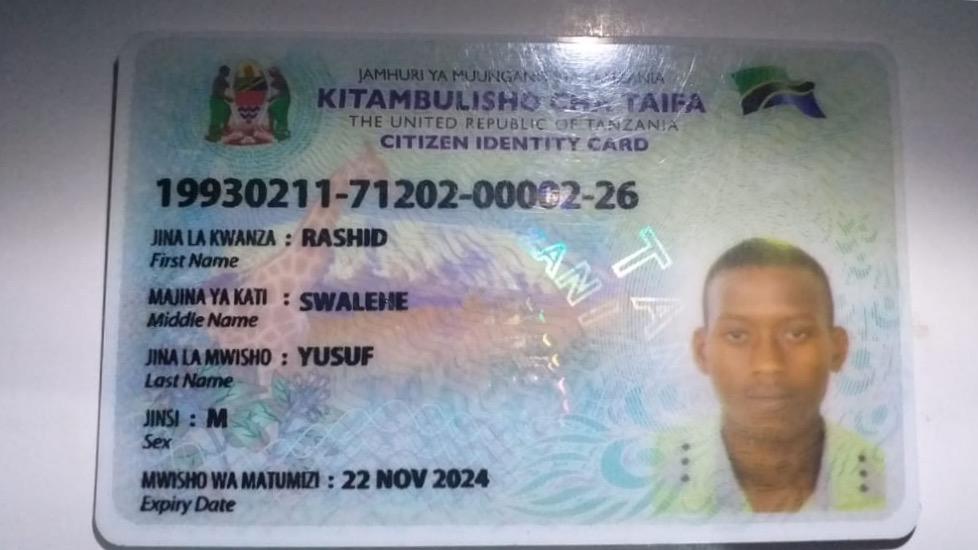 JAMHURI YA MUUNGANO WA TANZANIA
KITAMBULISHO CHA TAIFA
THE UNITED REPUBLIC OF TANZANIA
CITIZEN IDENTITY CARD
19930211-71202-00002-26
JINA LA KWANZA : RASHID
First Name
MAJINA YA KATI : SWALEHE
Middle Name
JINA LA MWISHO : YUSUF
Last Name
JINSI : M
Sex
MWISHO WA MATUMIZI : 22 NOV 2024
Expiry Date